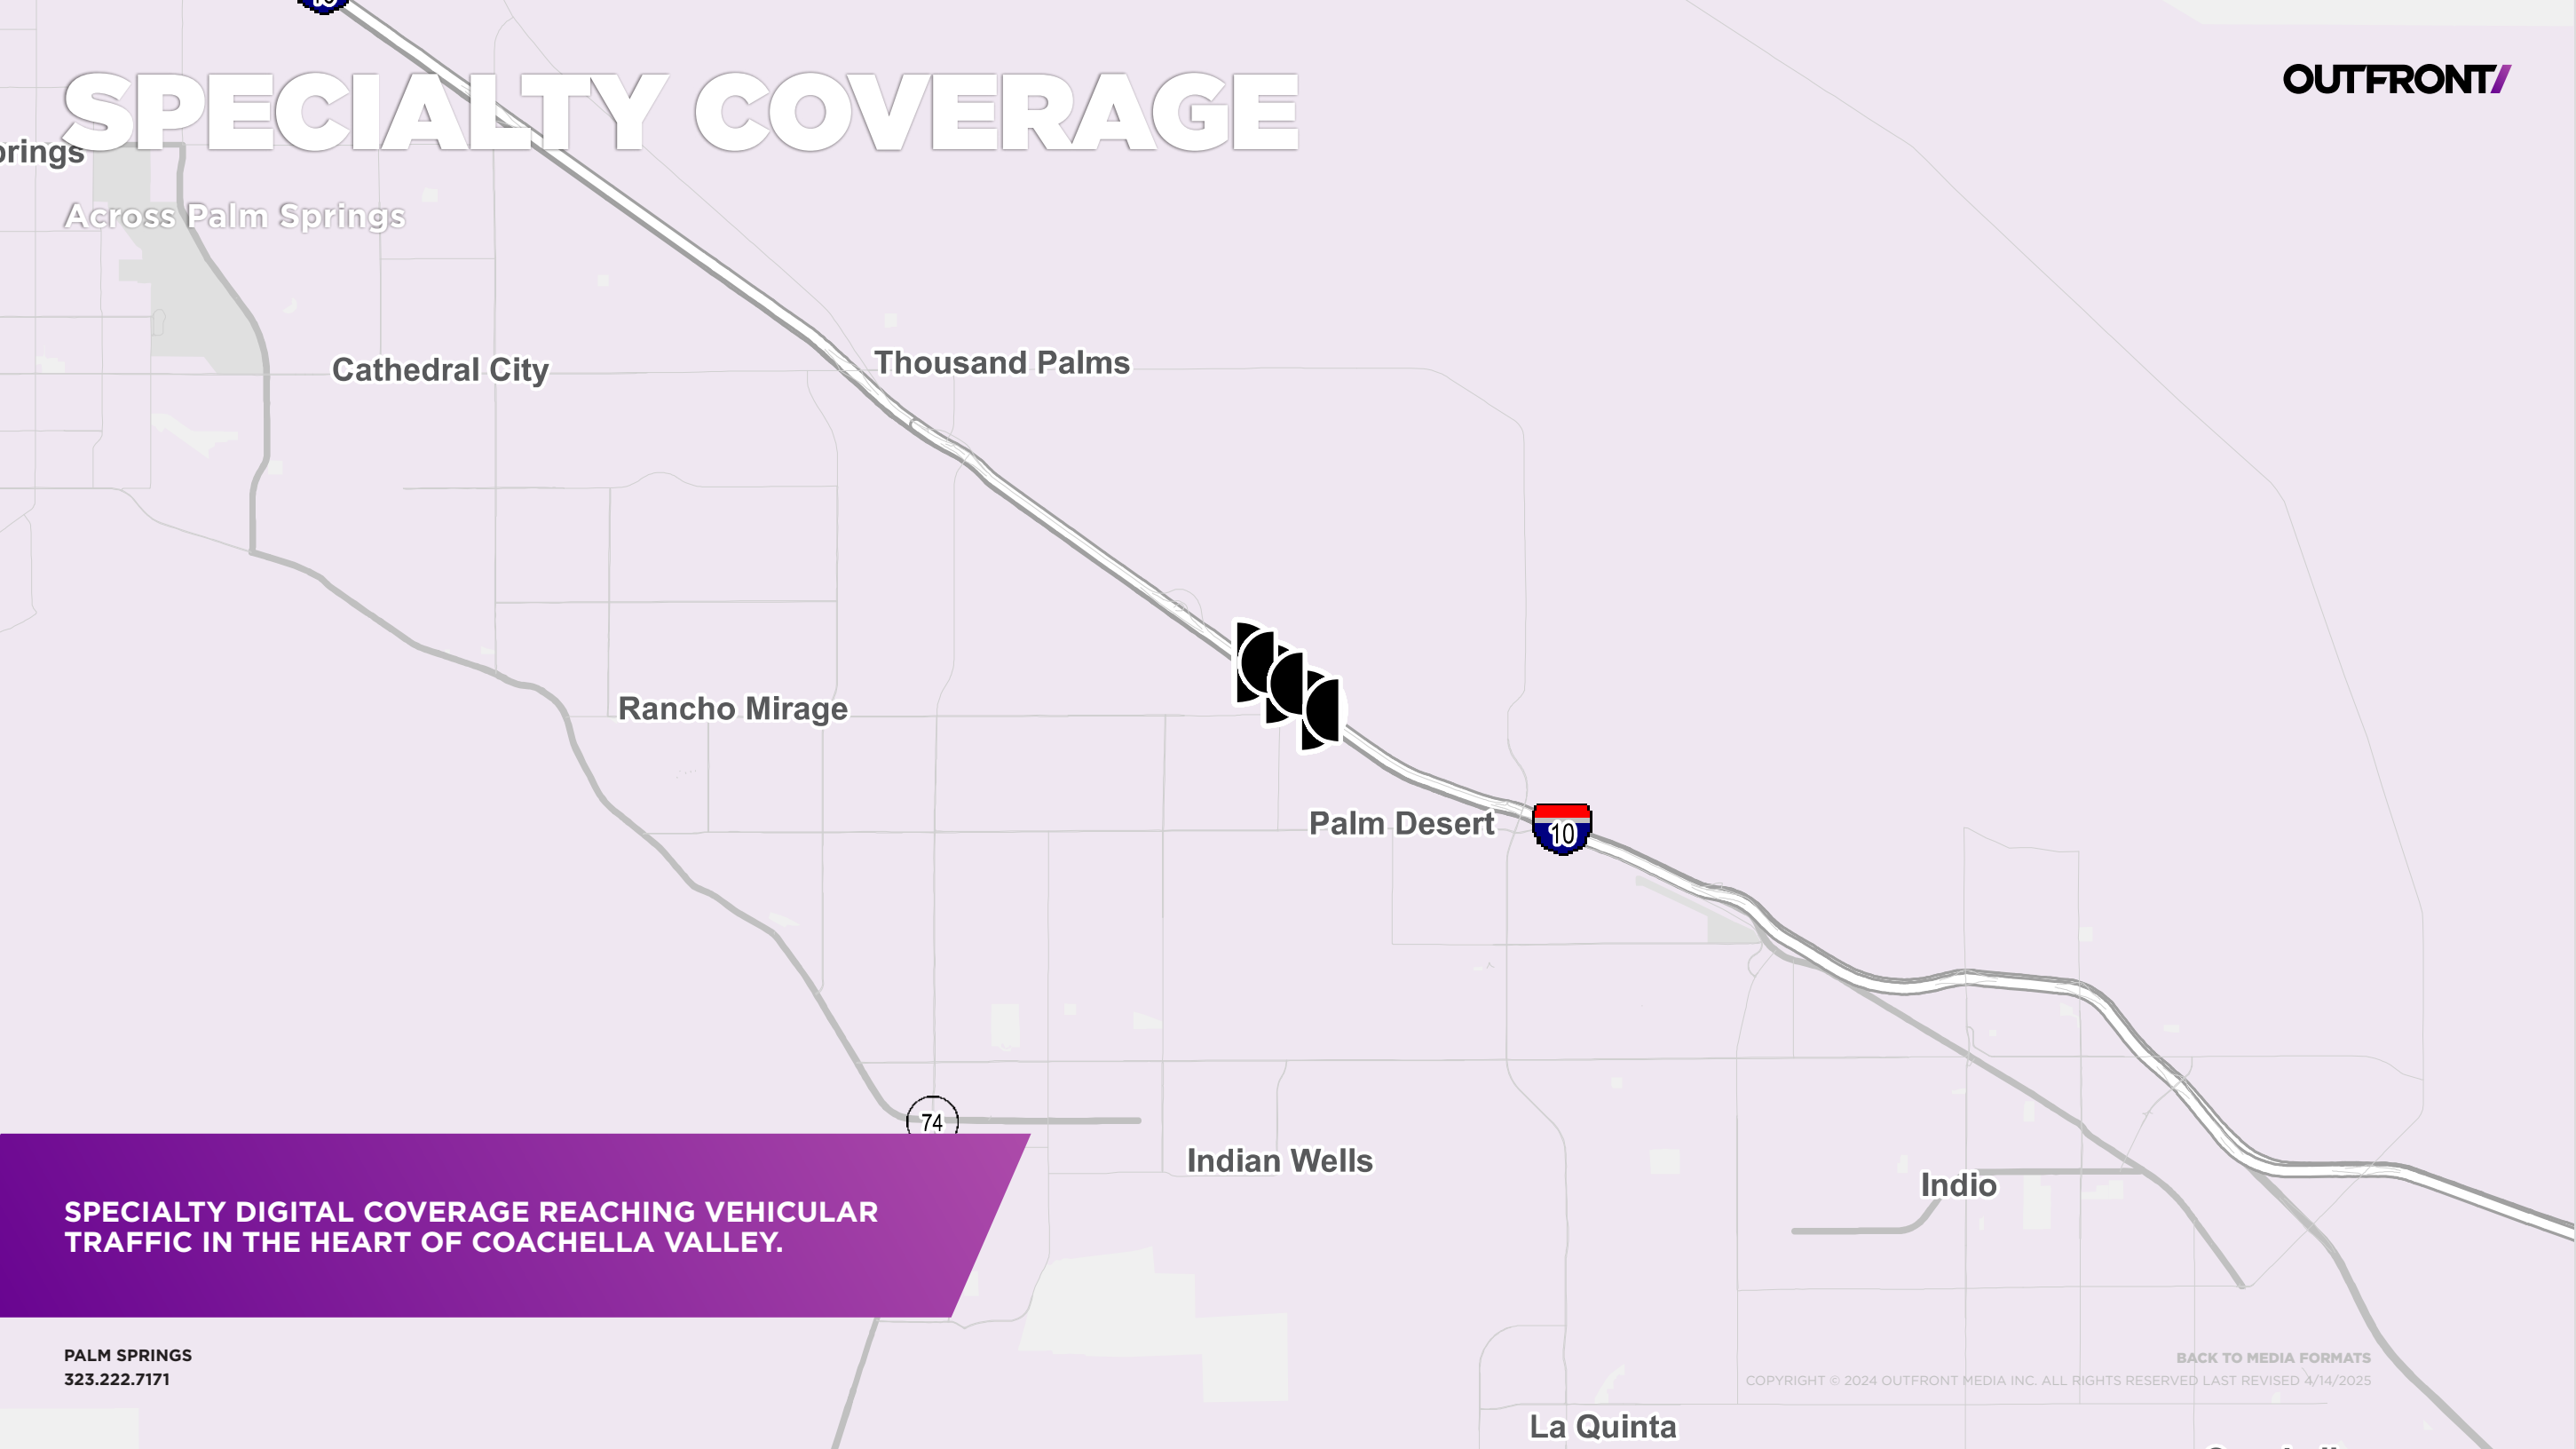 SPECIALTY COVERAGE
OUTFRONT/
Across Palm Springs
Cathedral City
Thousand Palms
Rancho Mirage
Palm Desert
10
74
Indian Wells
Indio
SPECIALTY DIGITAL COVERAGE REACHING VEHICULAR
TRAFFIC IN THE HEART OF COACHELLA VALLEY.
PALM SPRINGS
323.222.7171
BACK TO MEDIA FORMATS
COPYRIGHT © 2024 OUTFRONT MEDIA INC. ALL RIGHTS RESERVED LAST REVISED 4/14/2025
La Quinta